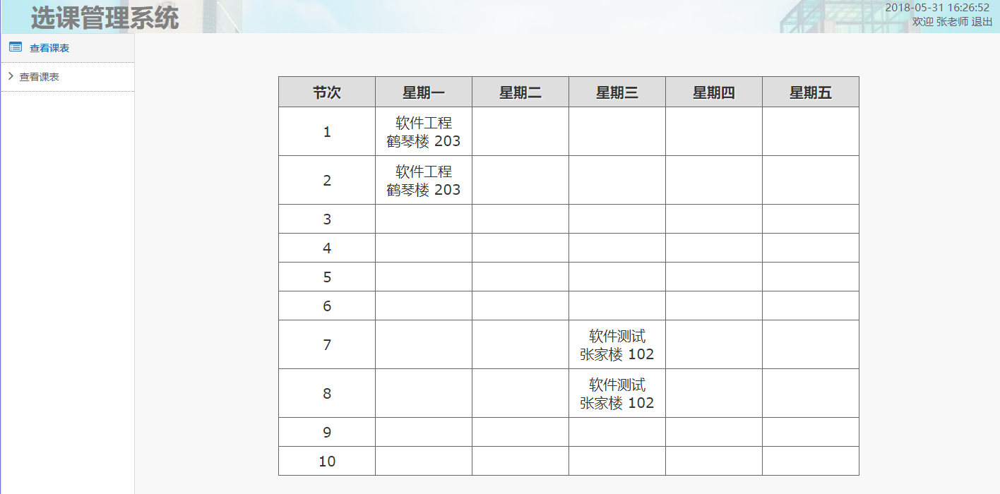 选课管理系统
2018-05-31 16:26:52
欢迎 张老师 退出
查看课表
查看课表
节次 星期一 星期二 星期三 星期四 星期五
1 软件工程
鹤琴楼 203
2 软件工程
鹤琴楼 203
3
4
5
6
7 软件测试
张家楼 102
8 软件测试
张家楼 102
9
10